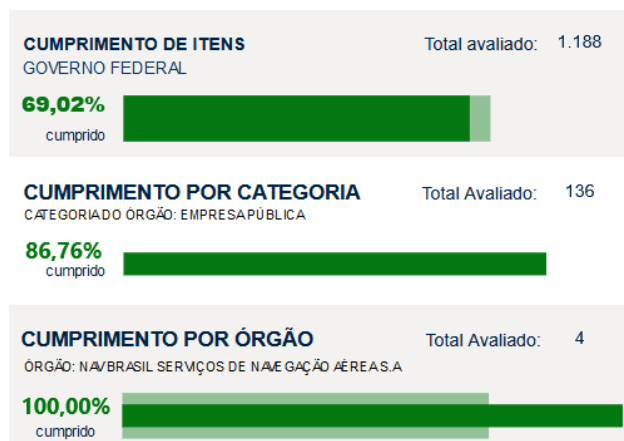 CUMPRIMENTO DE ITENS Total avaliado: 1.188
GOVERNO FEDERAL
69,02%
cumprido
CUMPRIMENTO POR CATEGORIA Total Avaliado: 136
CATEGORIA DO ÓRGÃO: EMPRESA PÚBLICA
86,76%
cumprido
CUMPRIMENTO POR ÓRGÃO Total Avaliado: 4
ÓRGÃO: NAVBRASIL SERVIÇOS DE NAVEGAÇÃO AÉREA S.A
100,00%
cumprido